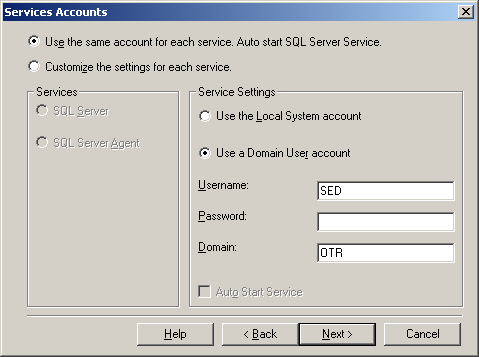 Services Accounts
Use the same account for each service. Auto start SQL Server Service.
Customize the settings for each service.
Services
SQL Server
SQL Server Agent
Service Settings
Use the Local System account
Use a Domain User account
Username:
SED
Password:
Domain:
OTR
Auto Start Service
Help
< Back
Next >
Cancel